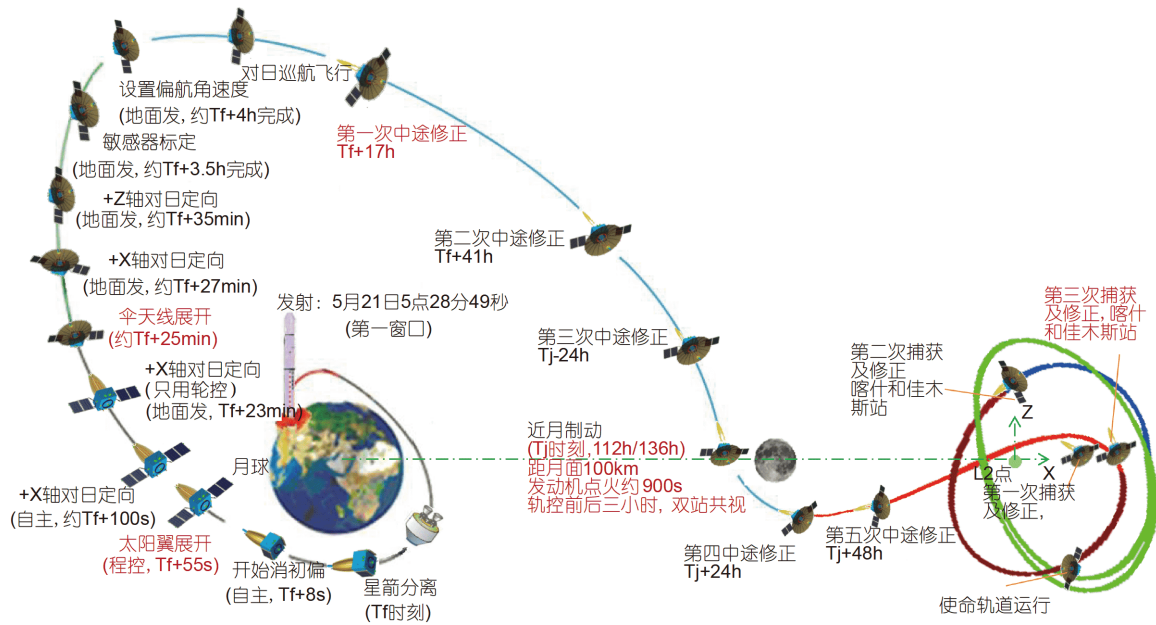 对日巡航飞行
设置偏航角速度
(地面发, 约Tf+4h完成)
敏感器标定
(地面发, 约Tf+3.5h完成)
+Z轴对日定向
(地面发, 约Tf+35min)
+X轴对日定向
(地面发, 约Tf+27min)
伞天线展开
(约Tf+25min)
+X轴对日定向
(只用轮控)
(地面发, Tf+23min)
+X轴对日定向
(自主, 约Tf+100s)
太阳翼展开
(程控, Tf+55s)
开始消初偏
(自主, Tf+8s)
星箭分离
(Tf时刻)
月球
发射：5月21日5点28分49秒
(第一窗口)
第一次中途修正
Tf+17h
第二次中途修正
Tf+41h
第三次中途修正
Tj-24h
近月制动
(Tj时刻, 112h/136h)
距月面100km
发动机点火约 900s
轨控前后三小时, 双站共视
第四中途修正
Tj+24h
第五次中途修正
Tj+48h
第二次捕获
及修正
喀什和佳木
斯站
第三次捕获
及修正, 喀什
和佳木斯站
Z
L2点
X
第一次捕获
及修正,
使命轨道运行